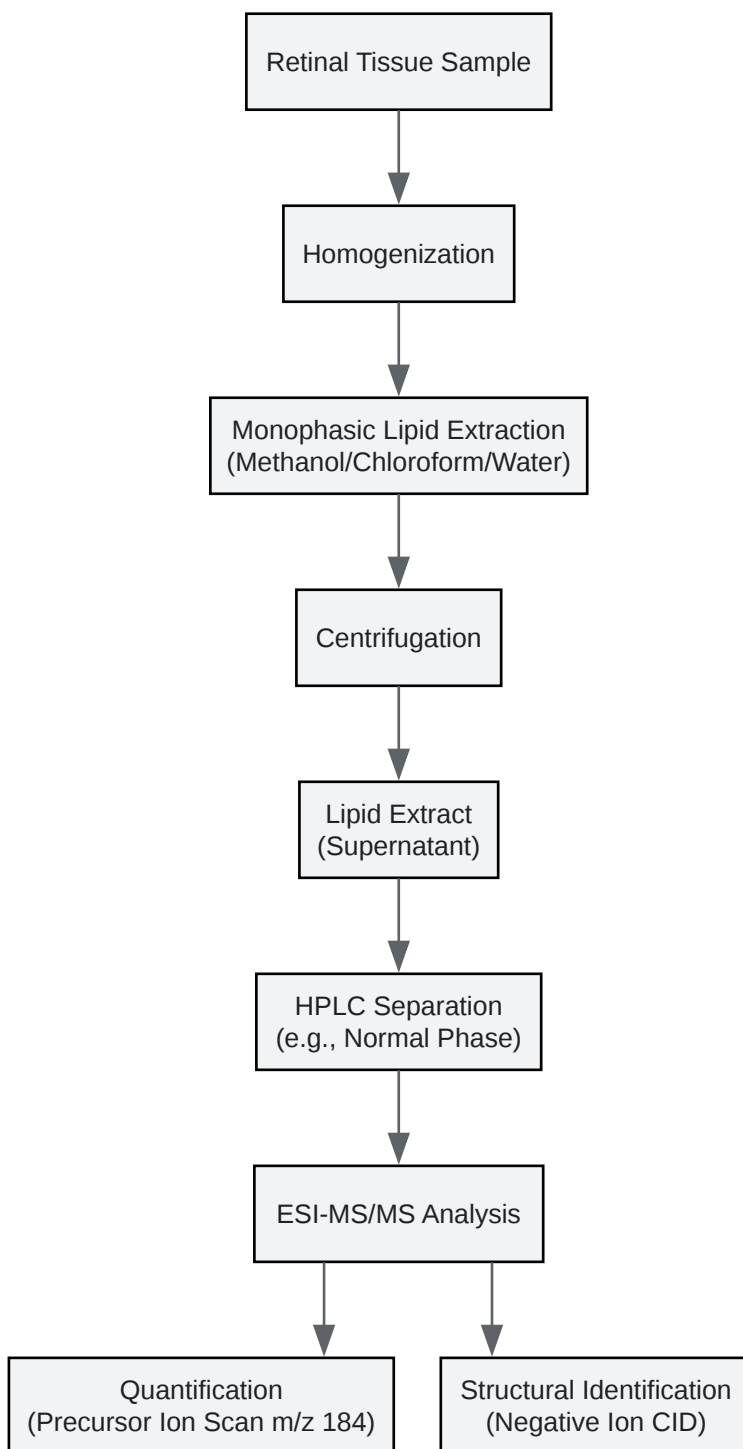 Retinal Tissue Sample
Homogenization
Monophasic Lipid Extraction
(Methanol/Chloroform/Water)
Centrifugation
Lipid Extract
(Supernatant)
HPLC Separation
(e.g., Normal Phase)
ESI-MS/MS Analysis
Quantification
(Precursor Ion Scan m/z 184)
Structural Identification
(Negative Ion CID)